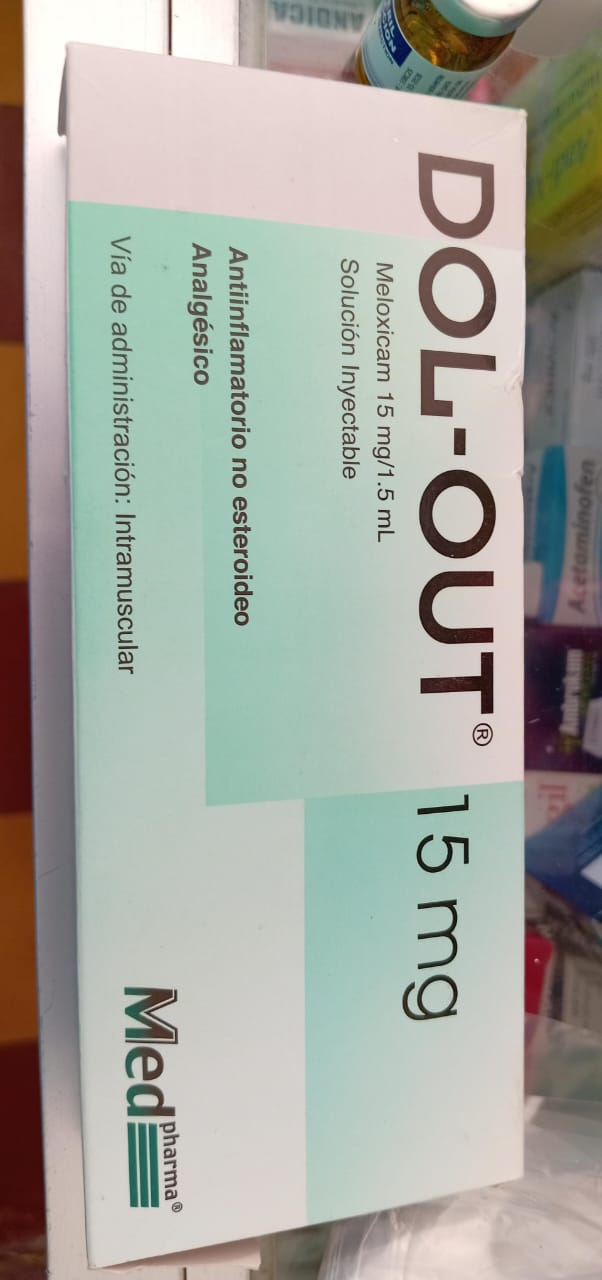 Acetaminofen
DOL-OUT®
15 mg
Meloxicam 15 mg/1.5 mL
Solución Inyectable
Antiinflamatorio no esteroideo
Analgésico
Vía de administración: Intramuscular
Med pharma®